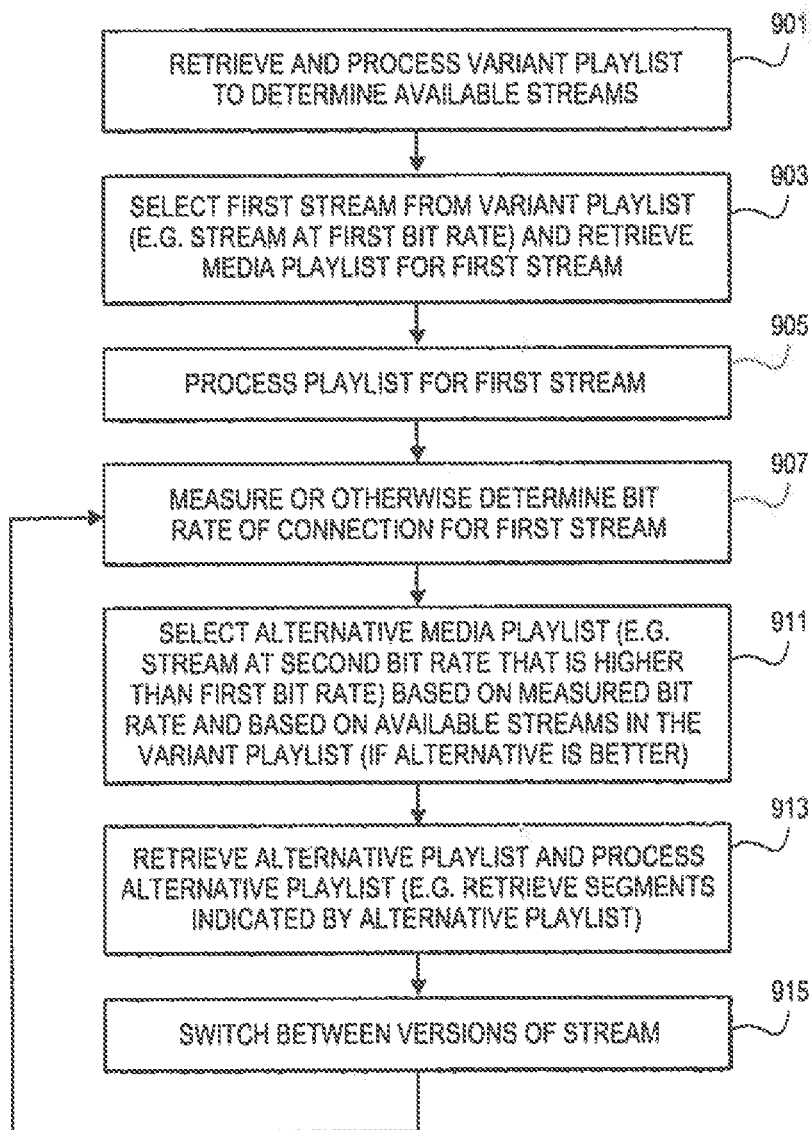 901
RETRIEVE AND PROCESS VARIANT PLAYLIST
TO DETERMINE AVAILABLE STREAMS
903
SELECT FIRST STREAM FROM VARIANT PLAYLIST
(E.G. STREAM AT FIRST BIT RATE) AND RETRIEVE
MEDIA PLAYLIST FOR FIRST STREAM
905
PROCESS PLAYLIST FOR FIRST STREAM
907
MEASURE OR OTHERWISE DETERMINE BIT
RATE OF CONNECTION FOR FIRST STREAM
911
SELECT ALTERNATIVE MEDIA PLAYLIST (E.G.
STREAM AT SECOND BIT RATE THAT IS HIGHER
THAN FIRST BIT RATE) BASED ON MEASURED BIT
RATE AND BASED ON AVAILABLE STREAMS IN THE
VARIANT PLAYLIST (IF ALTERNATIVE IS BETTER)
913
RETRIEVE ALTERNATIVE PLAYLIST AND PROCESS
ALTERNATIVE PLAYLIST (E.G. RETRIEVE SEGMENTS
INDICATED BY ALTERNATIVE PLAYLIST)
915
SWITCH BETWEEN VERSIONS OF STREAM